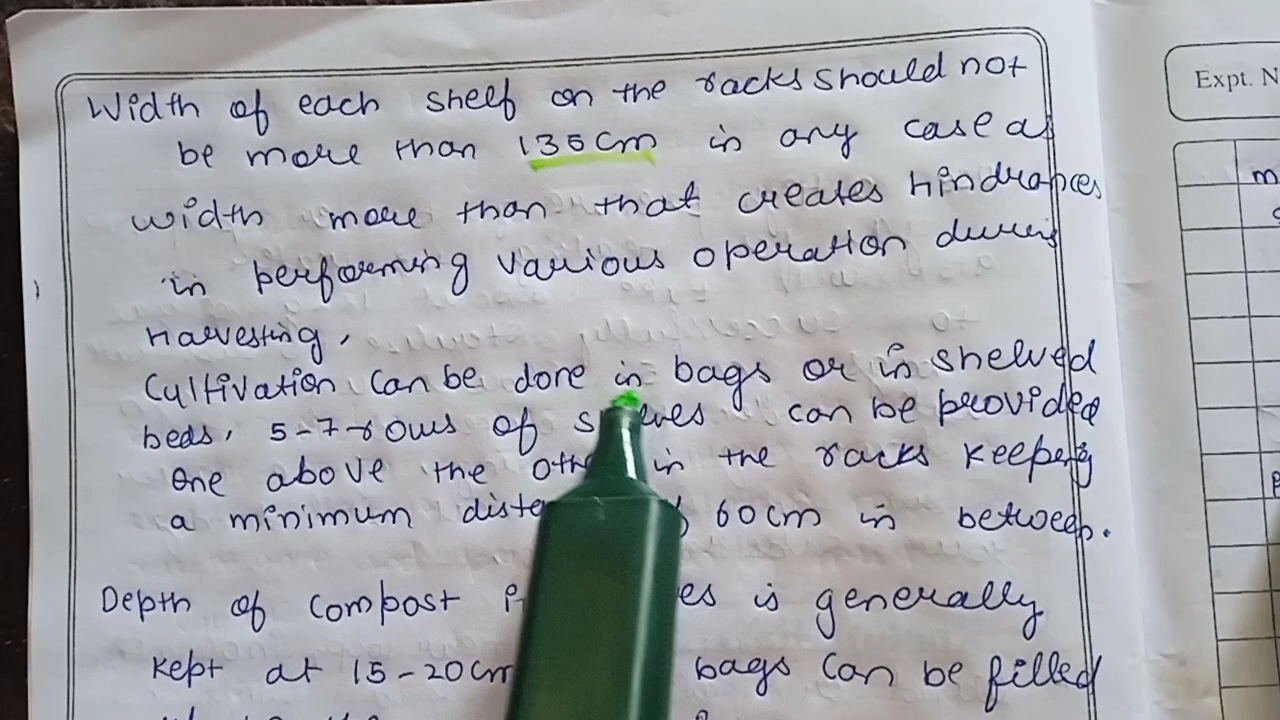 Width of each shelf on the racks should not
be more than 135cm in any case as
width more than that creates hindrances
in performing various operation during
harvesting.
Cultivation can be done in bags or in shelved
beds, 5-7 rows of shelves can be provided
one above the other in the racks keeping
a minimum 60cm in between.
Depth of compost is generally
kept at 15-20cm bags can be filled
Expt. N